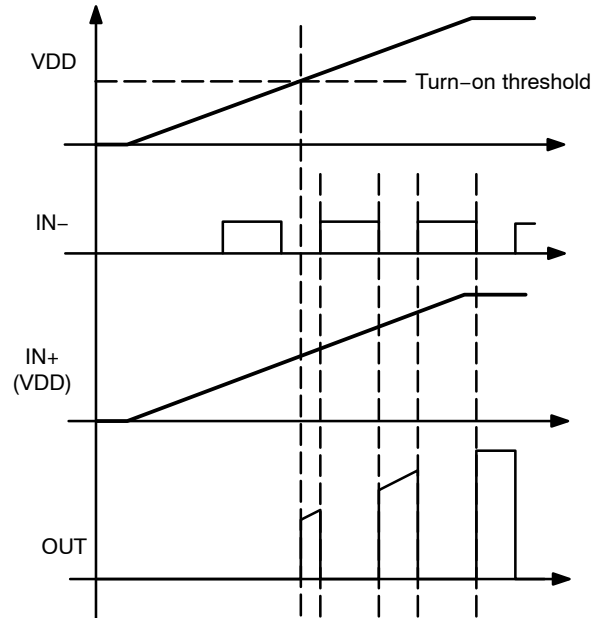 VDD
Turn−on threshold
IN−
IN+
(VDD)
OUT